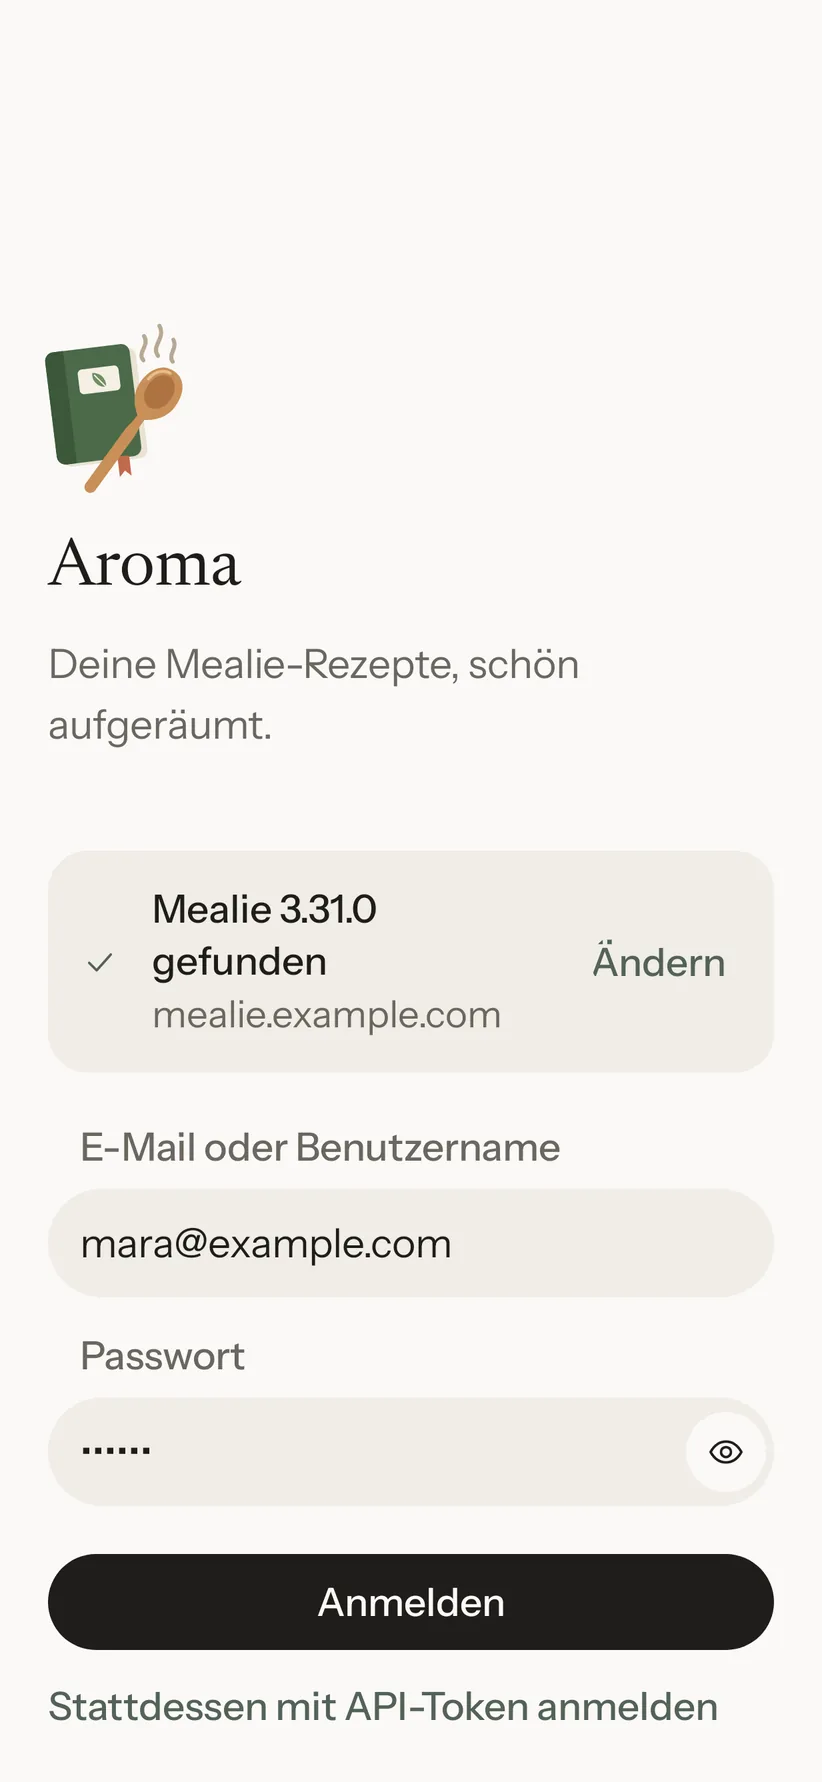 Aroma
Deine Mealie-Rezepte, schön
aufgeräumt.
Mealie 3.31.0
gefunden
mealie.example.com
Ändern
E-Mail oder Benutzername
mara@example.com
Passwort
••••••
Anmelden
Stattdessen mit API-Token anmelden